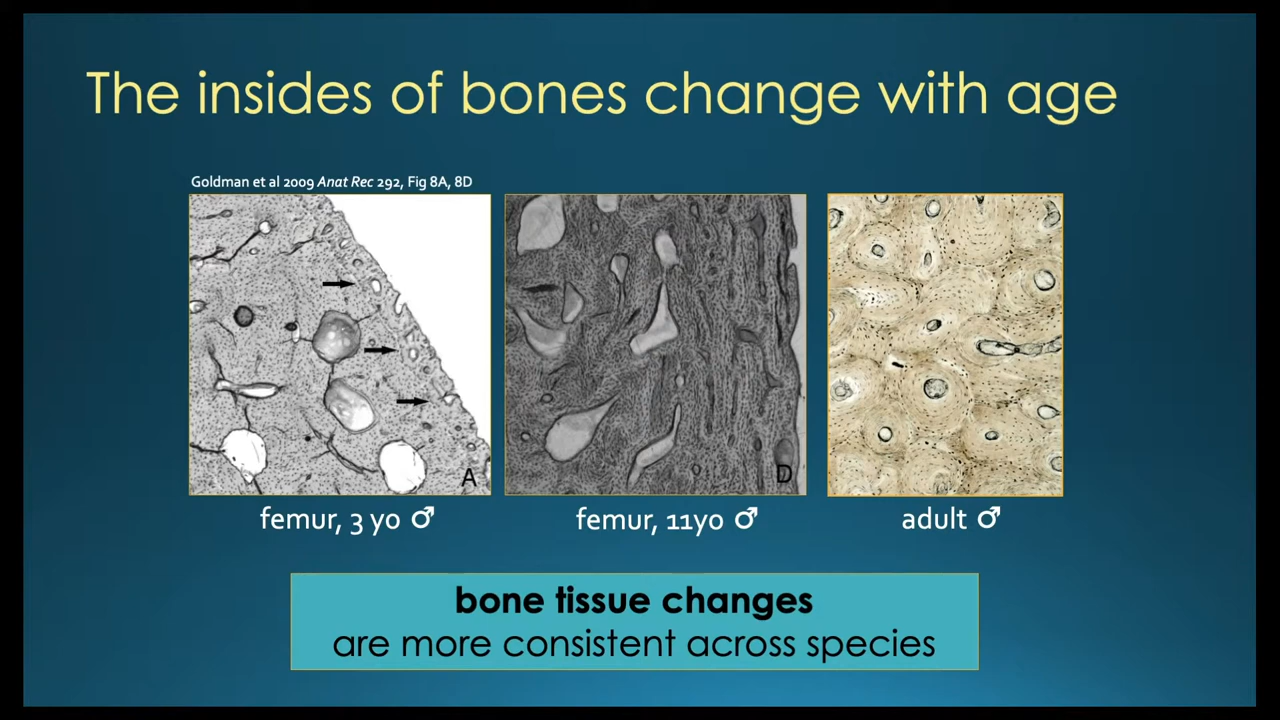 The insides of bones change with age
Goldman et al 2009 Anat Rec 292, Fig 8A, 8D
A
D
femur, 3 yo ♂
femur, 11yo ♂
adult ♂
bone tissue changes
are more consistent across species